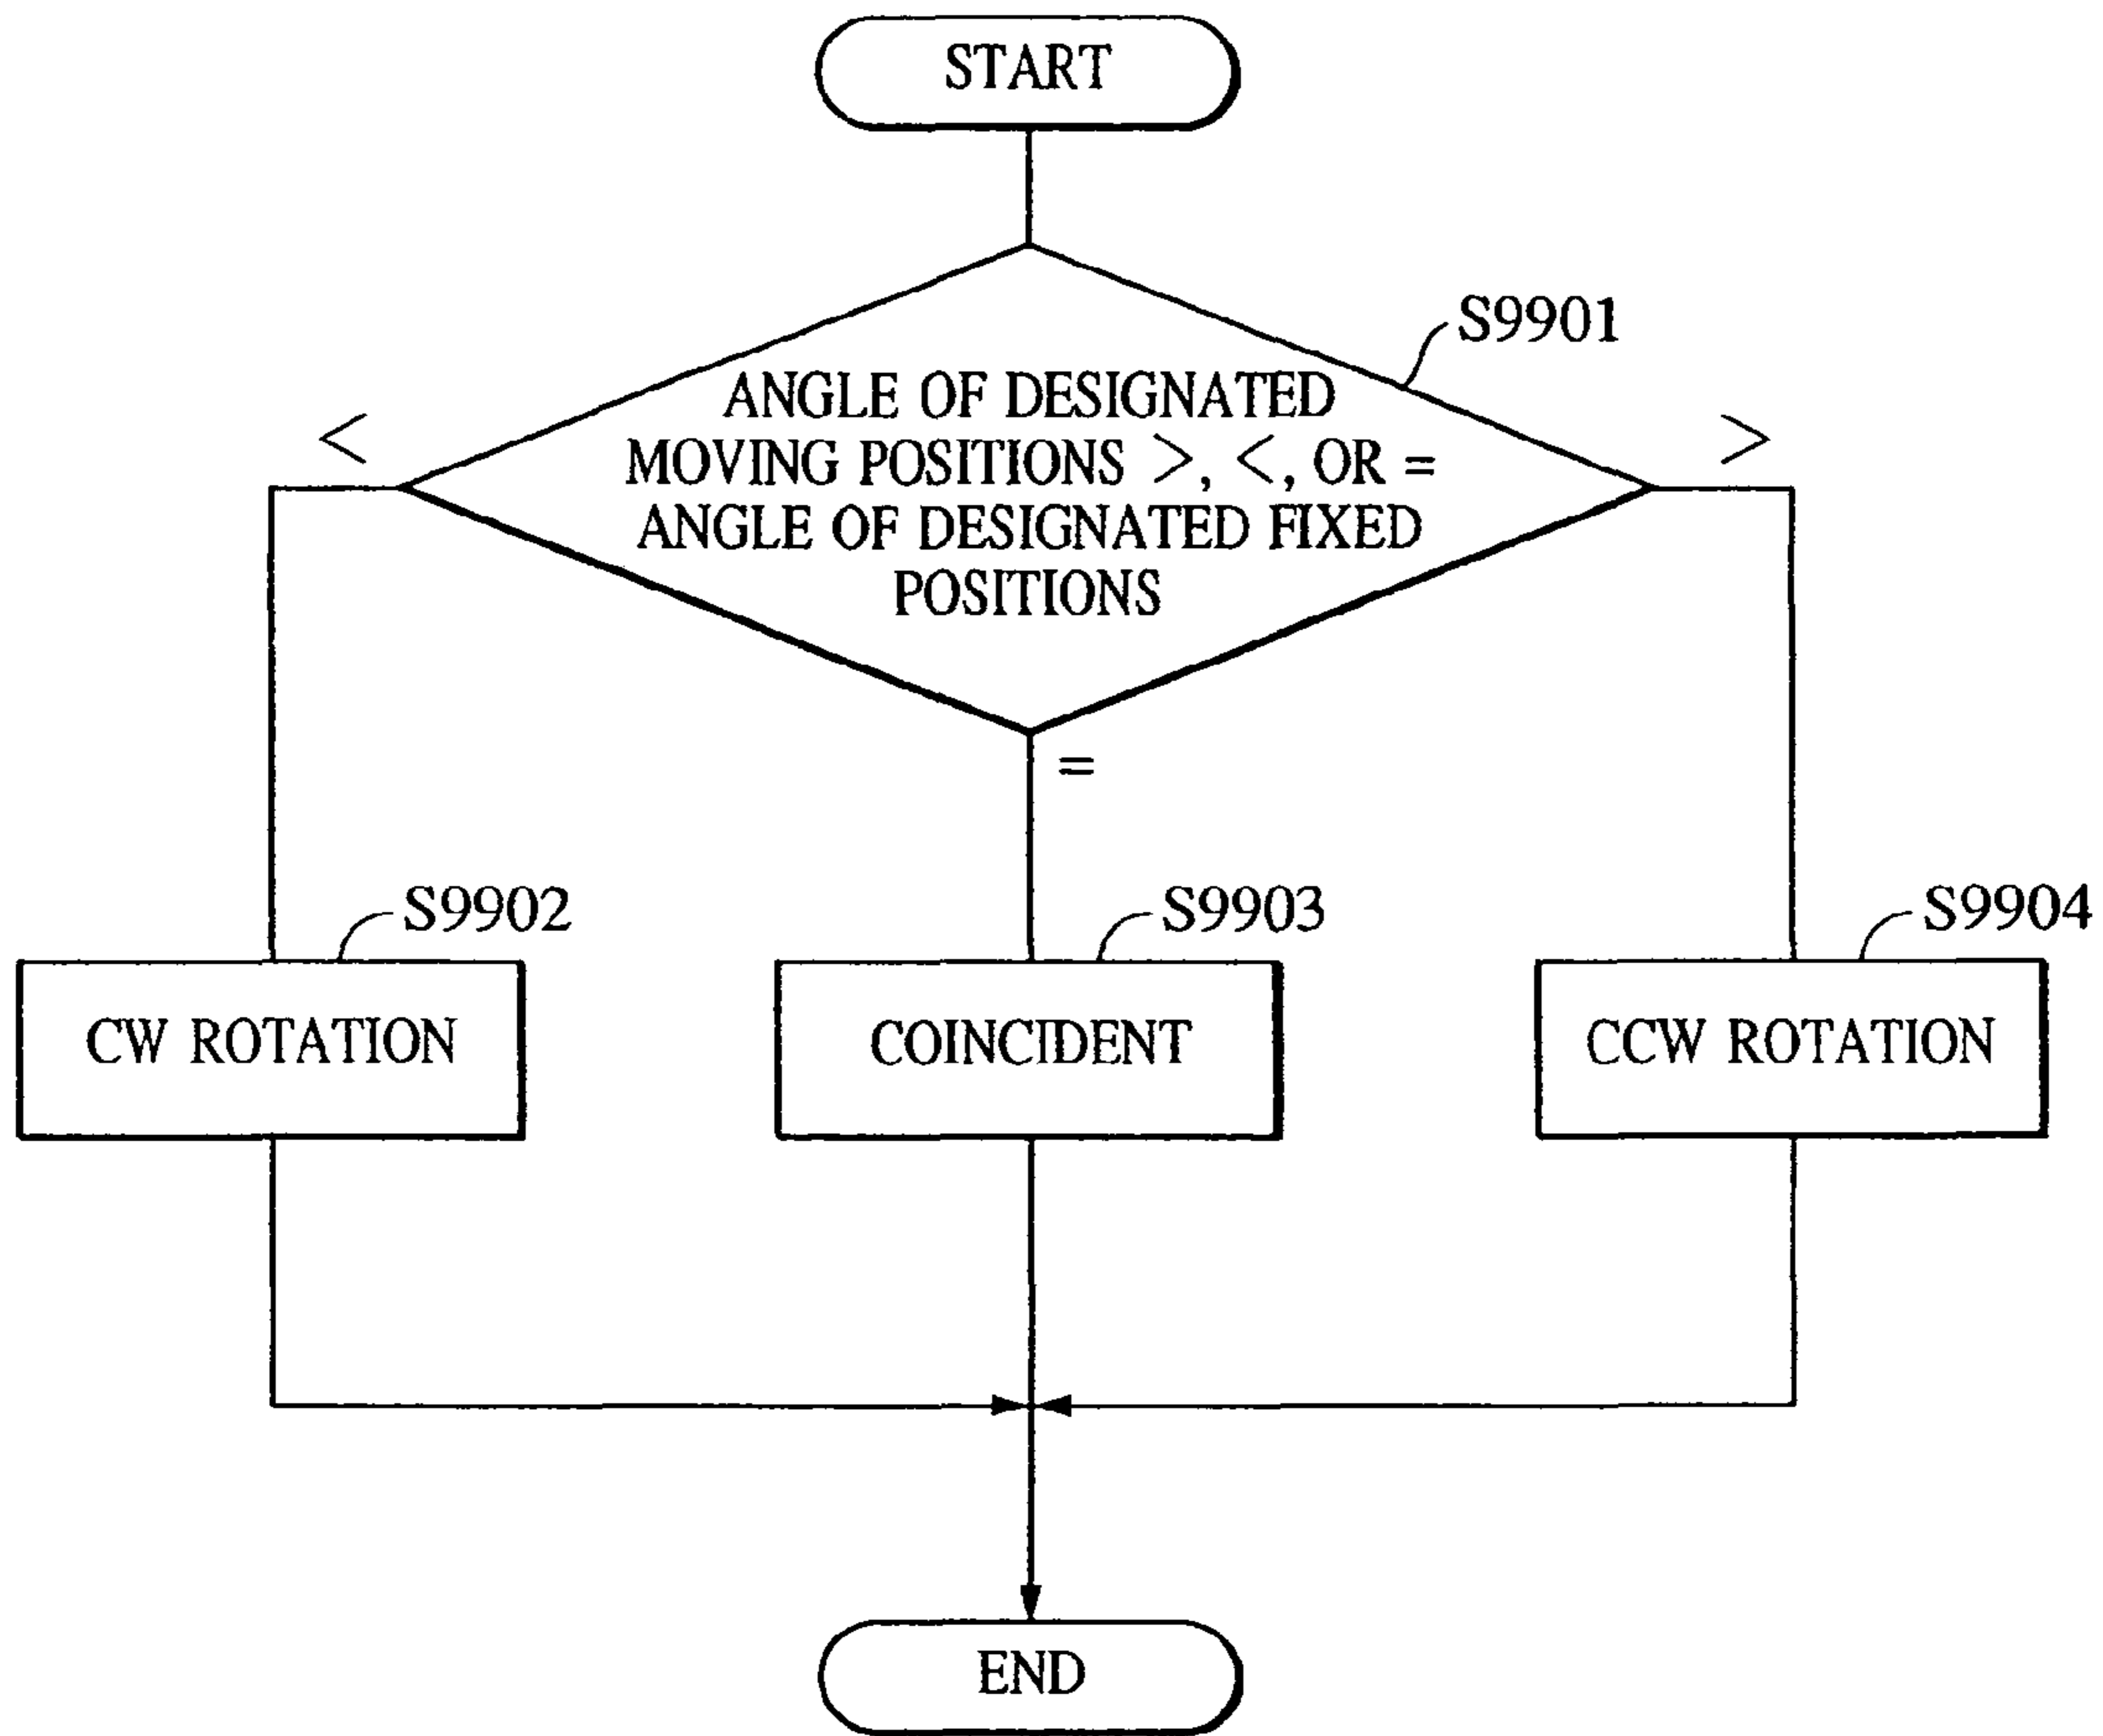 START
S9901
ANGLE OF DESIGNATED
MOVING POSITIONS >, <, OR =
ANGLE OF DESIGNATED FIXED
POSITIONS
<
>
=
S9902
S9903
S9904
CW ROTATION
COINCIDENT
CCW ROTATION
END